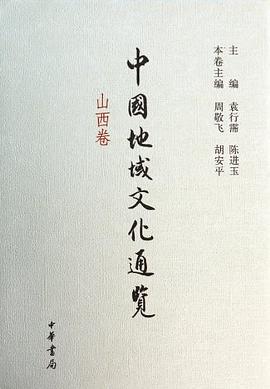 主　编　袁行霈　陈进玉
本卷主编　周敬飞　胡安平
中國地域文化通覽
山西卷
中華書局